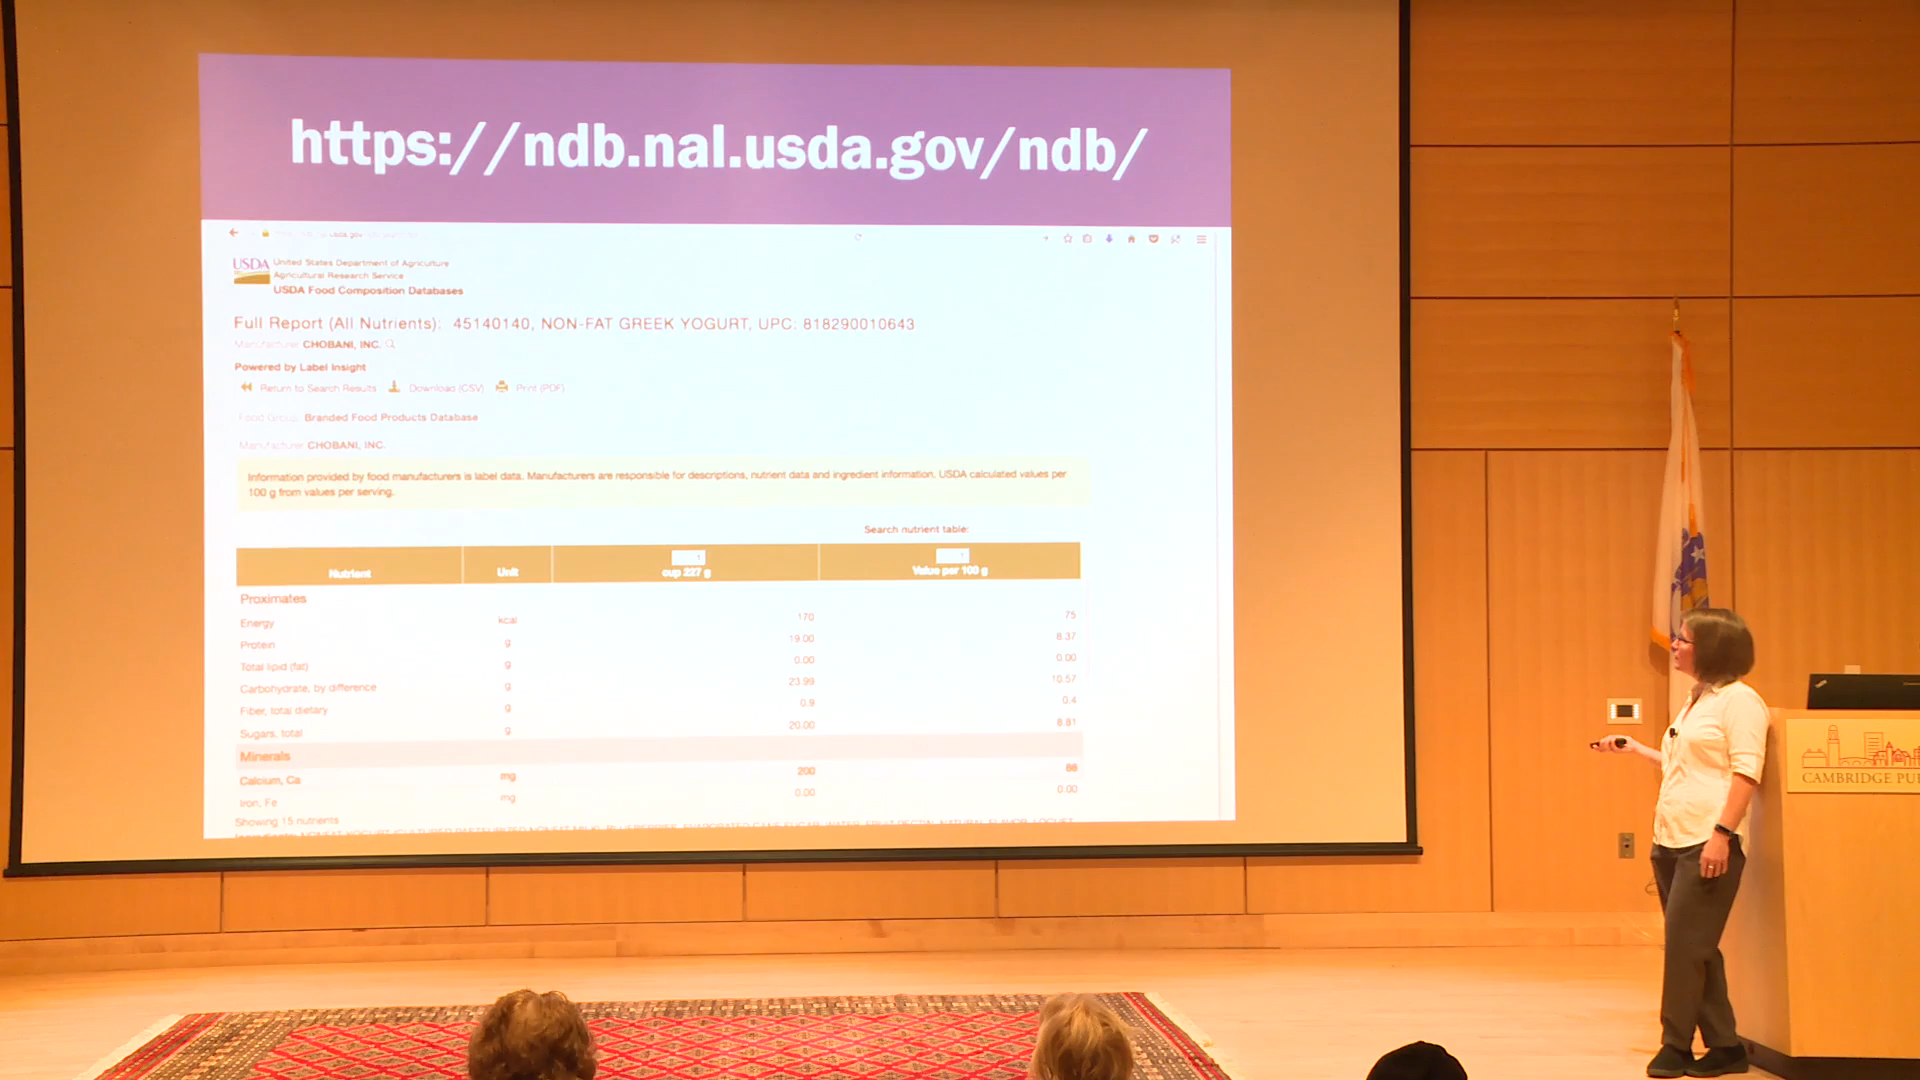 https://ndb.nal.usda.gov/ndb/
USDA United States Department of Agriculture
Agricultural Research Service
USDA Food Composition Databases
Full Report (All Nutrients): 45140140, NON-FAT GREEK YOGURT, UPC: 818290010643
Manufacturer: CHOBANI, INC.
Powered by Label Insight
Return to Search Results Download (CSV) Print (PDF)
Food Group: Branded Food Products Database
Manufacturer: CHOBANI, INC.
Information provided by food manufacturers is label data. Manufacturers are responsible for descriptions, nutrient data and ingredient information. USDA calculated values per
100 g from values per serving.
Search nutrient table:
1 1
Nutrient Unit cup 227 g Value per 100 g
Proximates
Energy kcal 170 75
Protein g 19.00 8.37
Total lipid (fat) g 0.00 0.00
Carbohydrate, by difference g 23.99 10.57
Fiber, total dietary g 0.9 0.4
Sugars, total g 20.00 8.81
Minerals
Calcium, Ca mg 200 88
Iron, Fe mg 0.00 0.00
Showing 15 nutrients
CAMBRIDGE PU